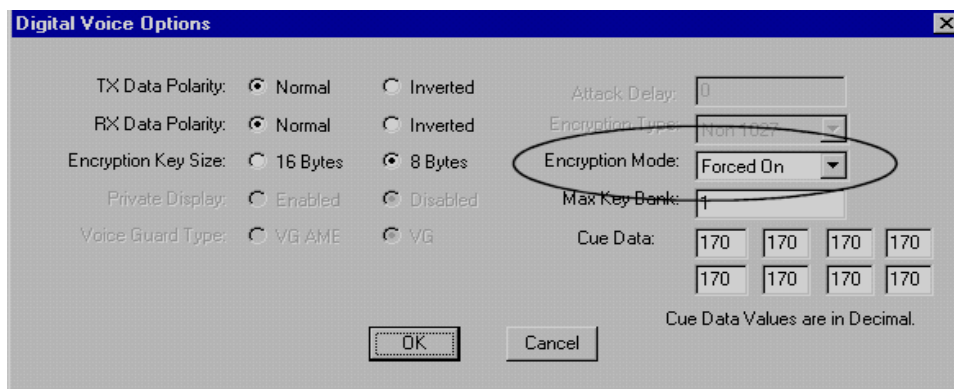 Digital Voice Options
TX Data Polarity: Normal Inverted
RX Data Polarity: Normal Inverted
Encryption Key Size: 16 Bytes 8 Bytes
Private Display: Enabled Disabled
Voice Guard Type: VG AME VG
Attack Delay: 0
Encryption Type: Non 1027
Encryption Mode: Forced On
Max Key Bank: 1
Cue Data: 170 170 170 170
170 170 170 170
Cue Data Values are in Decimal.
OK Cancel